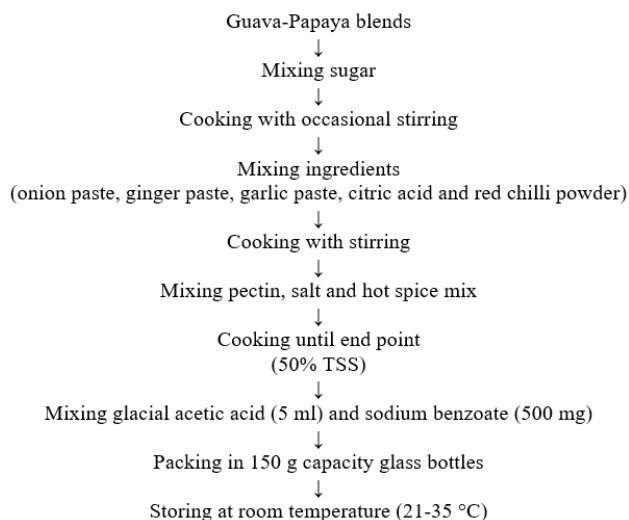 Guava-Papaya blends
↓
Mixing sugar
↓
Cooking with occasional stirring
↓
Mixing ingredients
(onion paste, ginger paste, garlic paste, citric acid and red chilli powder)
↓
Cooking with stirring
↓
Mixing pectin, salt and hot spice mix
↓
Cooking until end point
(50% TSS)
↓
Mixing glacial acetic acid (5 ml) and sodium benzoate (500 mg)
↓
Packing in 150 g capacity glass bottles
↓
Storing at room temperature (21-35 °C)